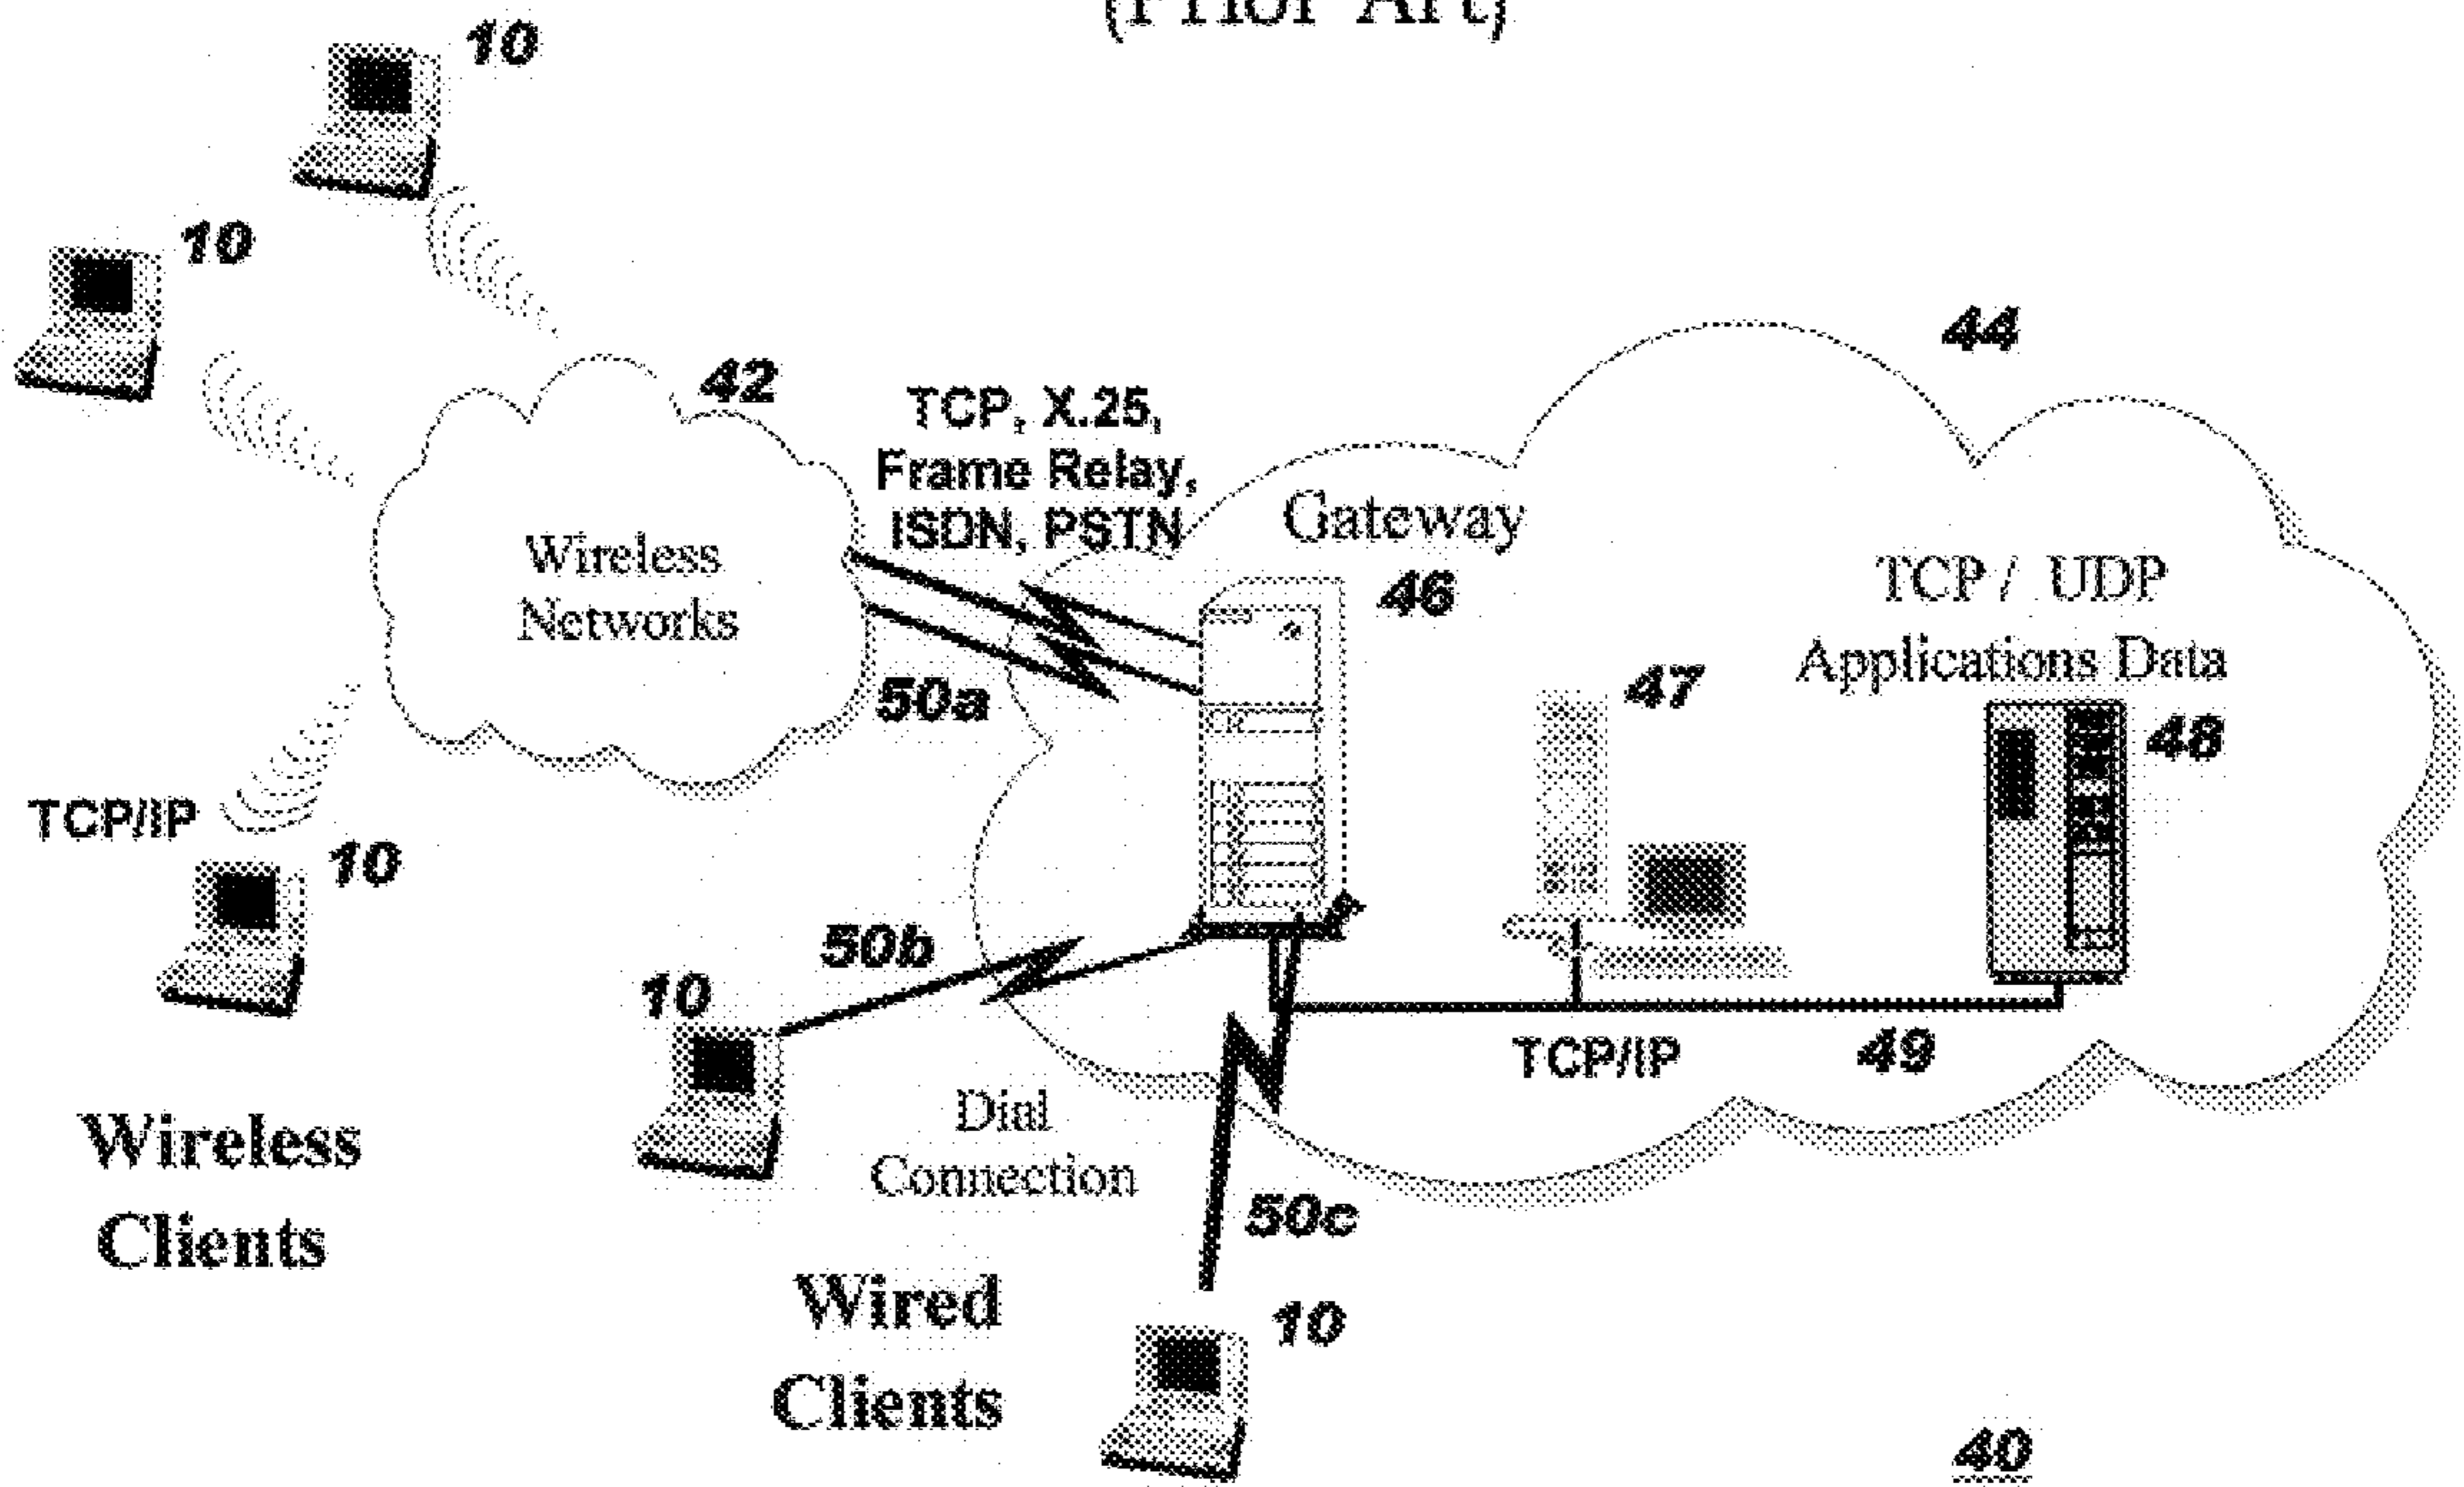 (Prior Art)
10
10
42
44
TCP, X.25,
Frame Relay,
ISDN, PSTN
Gateway
46
Wireless
Networks
TCP / UDP
Applications Data
47
48
50a
TCP/IP
10
50b
10
TCP/IP
49
Dial
Connection
Wireless
Clients
50c
Wired
Clients
10
40